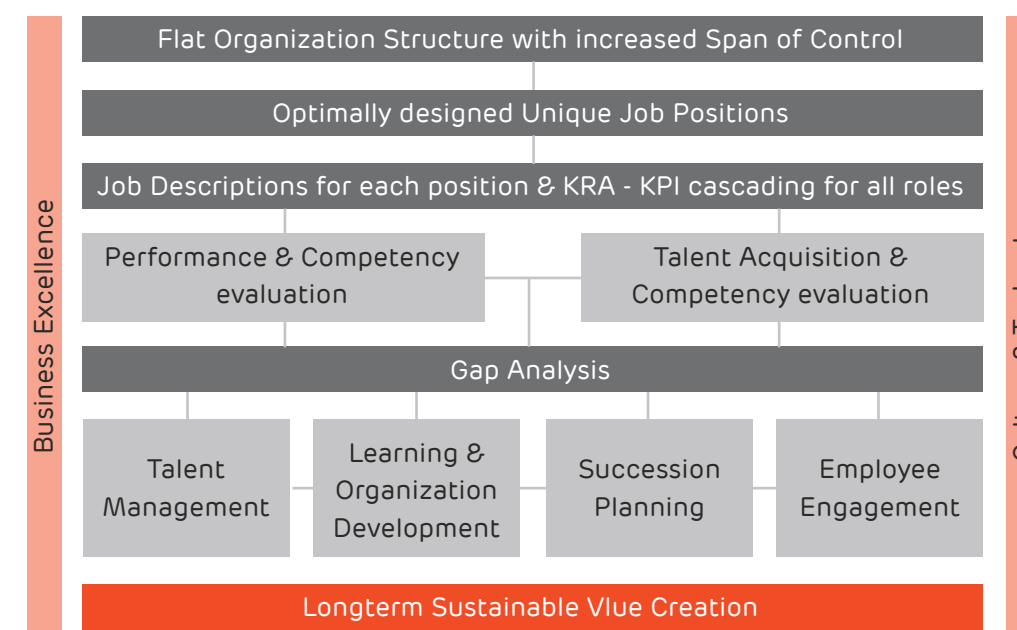 Flat Organization Structure with increased Span of Control
Optimally designed Unique Job Positions
Job Descriptions for each position & KRA - KPI cascading for all roles
Business Excellence
Performance & Competency
evaluation
Talent Acquisition &
Competency evaluation
Gap Analysis
Talent
Management
Learning &
Organization
Development
Succession
Planning
Employee
Engagement
Longterm Sustainable Vlue Creation